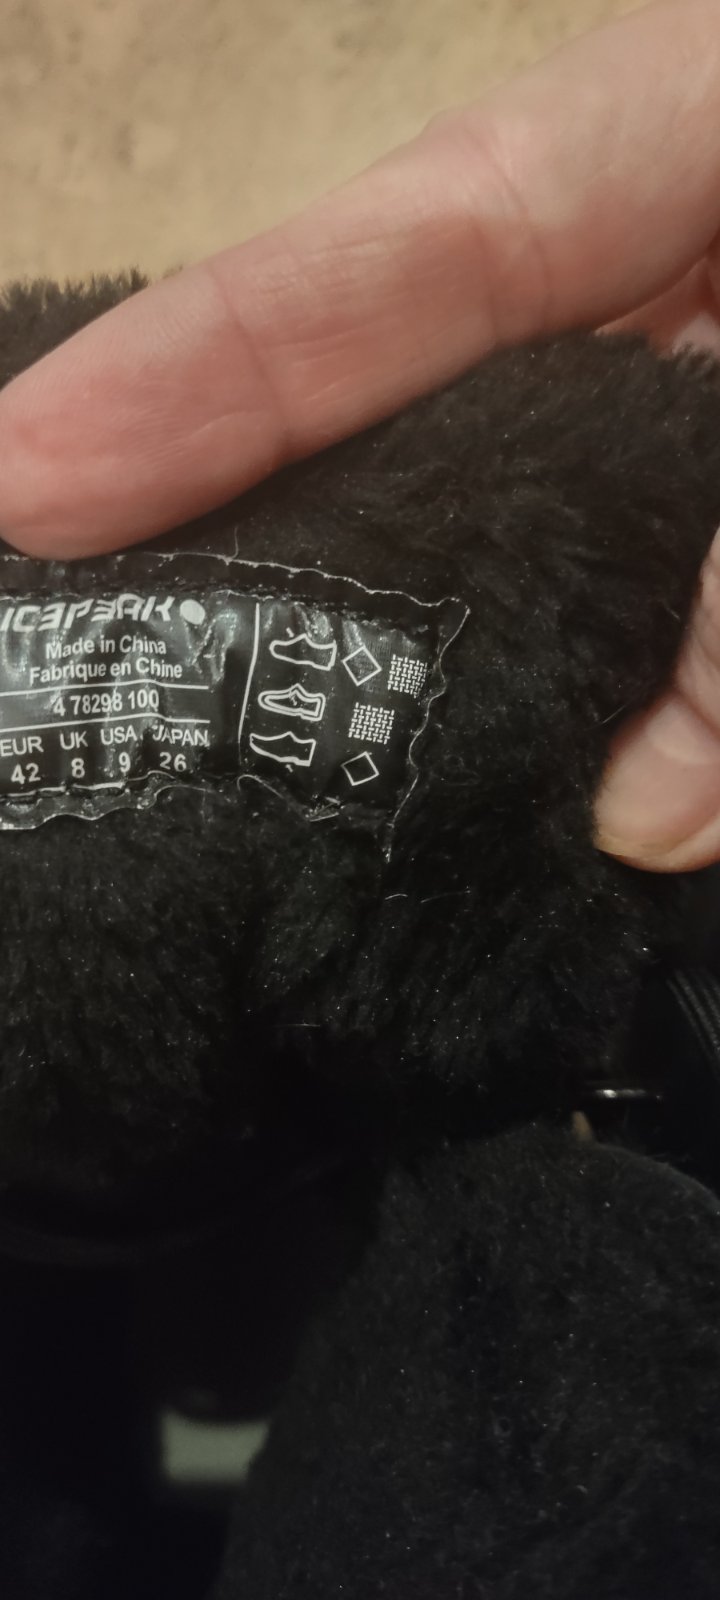 ICEPEAK
Made in China
Fabrique en Chine
4 78298 100
EUR UK USA JAPAN
42 8 9 26